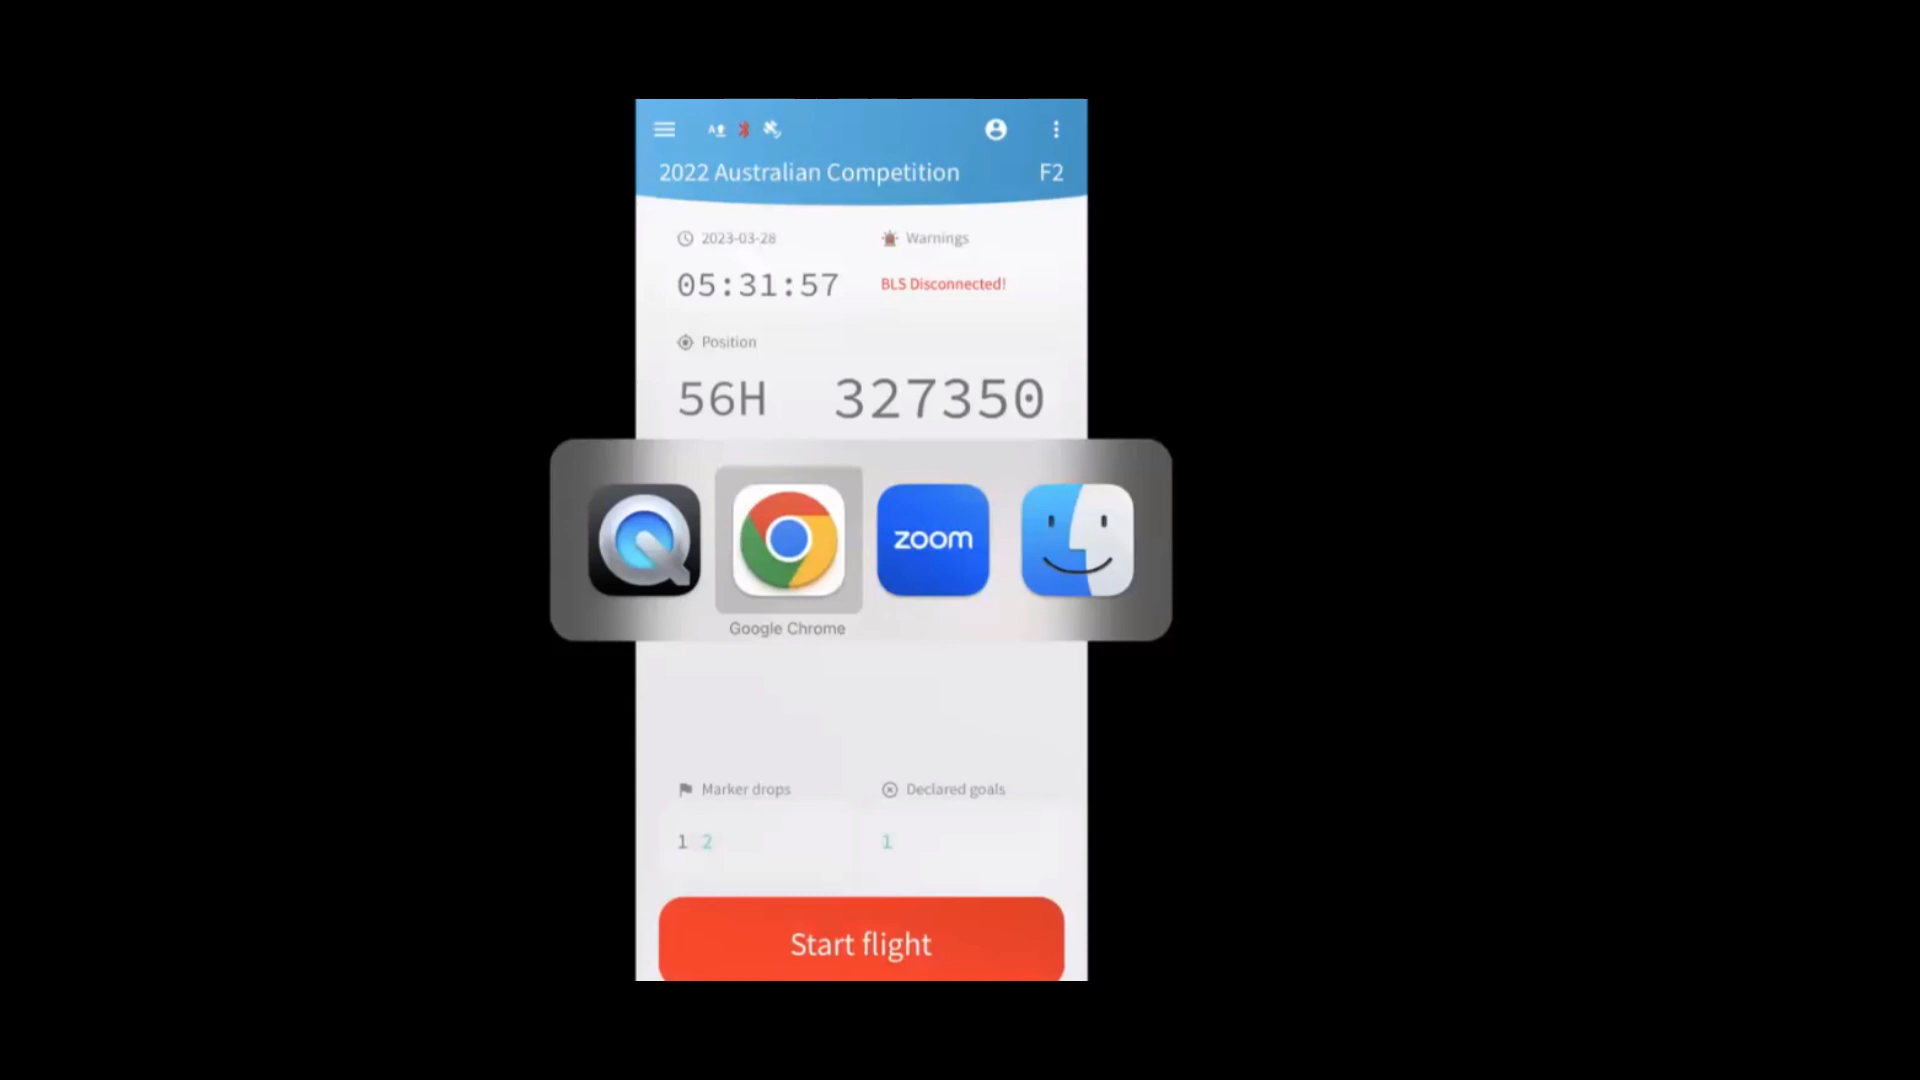 2022 Australian Competition F2
2023-03-28 Warnings
05:31:57 BLS Disconnected!
Position
56H 327350
zoom
Google Chrome
Marker drops Declared goals
1 2 1
Start flight